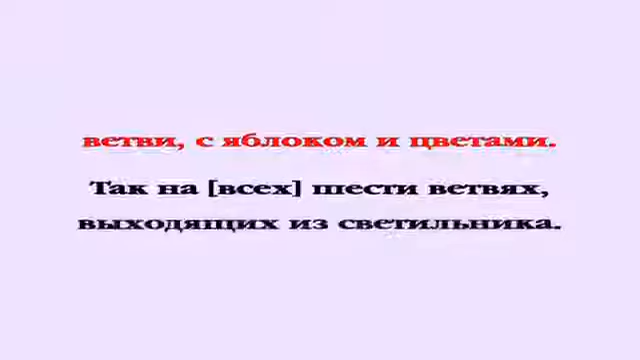 ветви, с яблоком и цветами.
Так на [всех] шести ветвях,
выходящих из светильника.